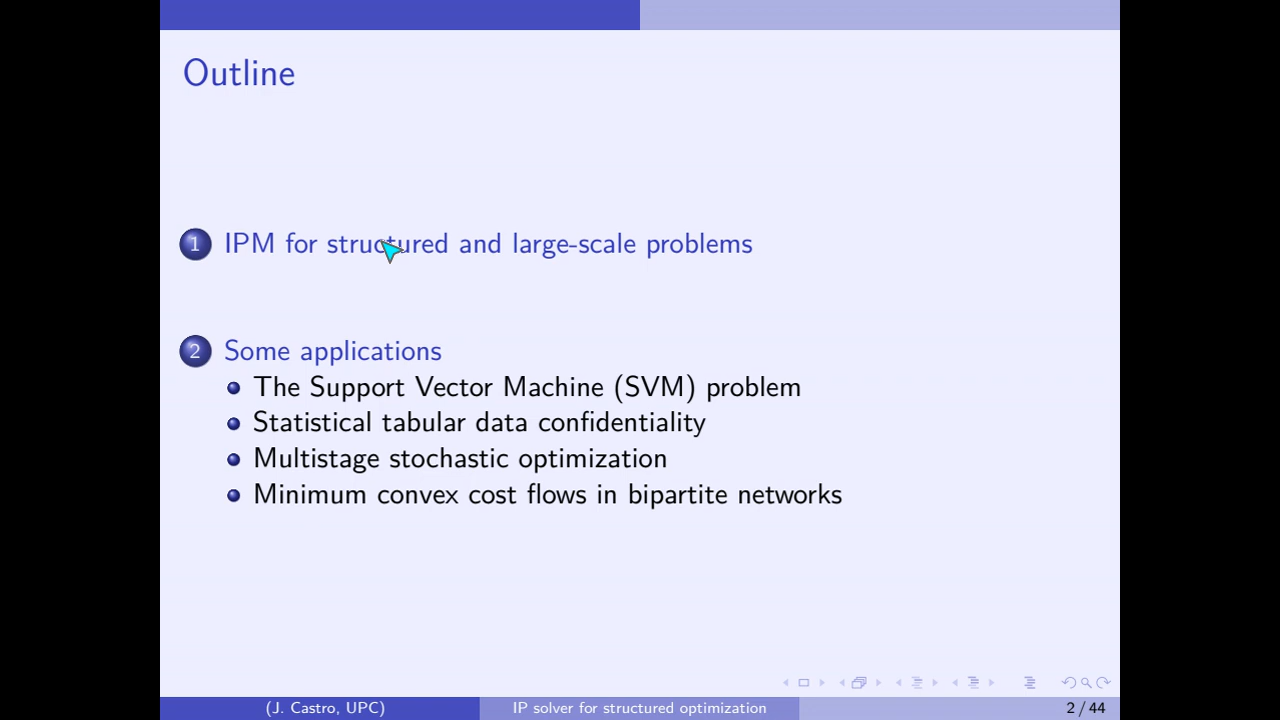 Outline
1 IPM for structured and large-scale problems
2 Some applications
The Support Vector Machine (SVM) problem
Statistical tabular data confidentiality
Multistage stochastic optimization
Minimum convex cost flows in bipartite networks
(J. Castro, UPC) IP solver for structured optimization 2 / 44